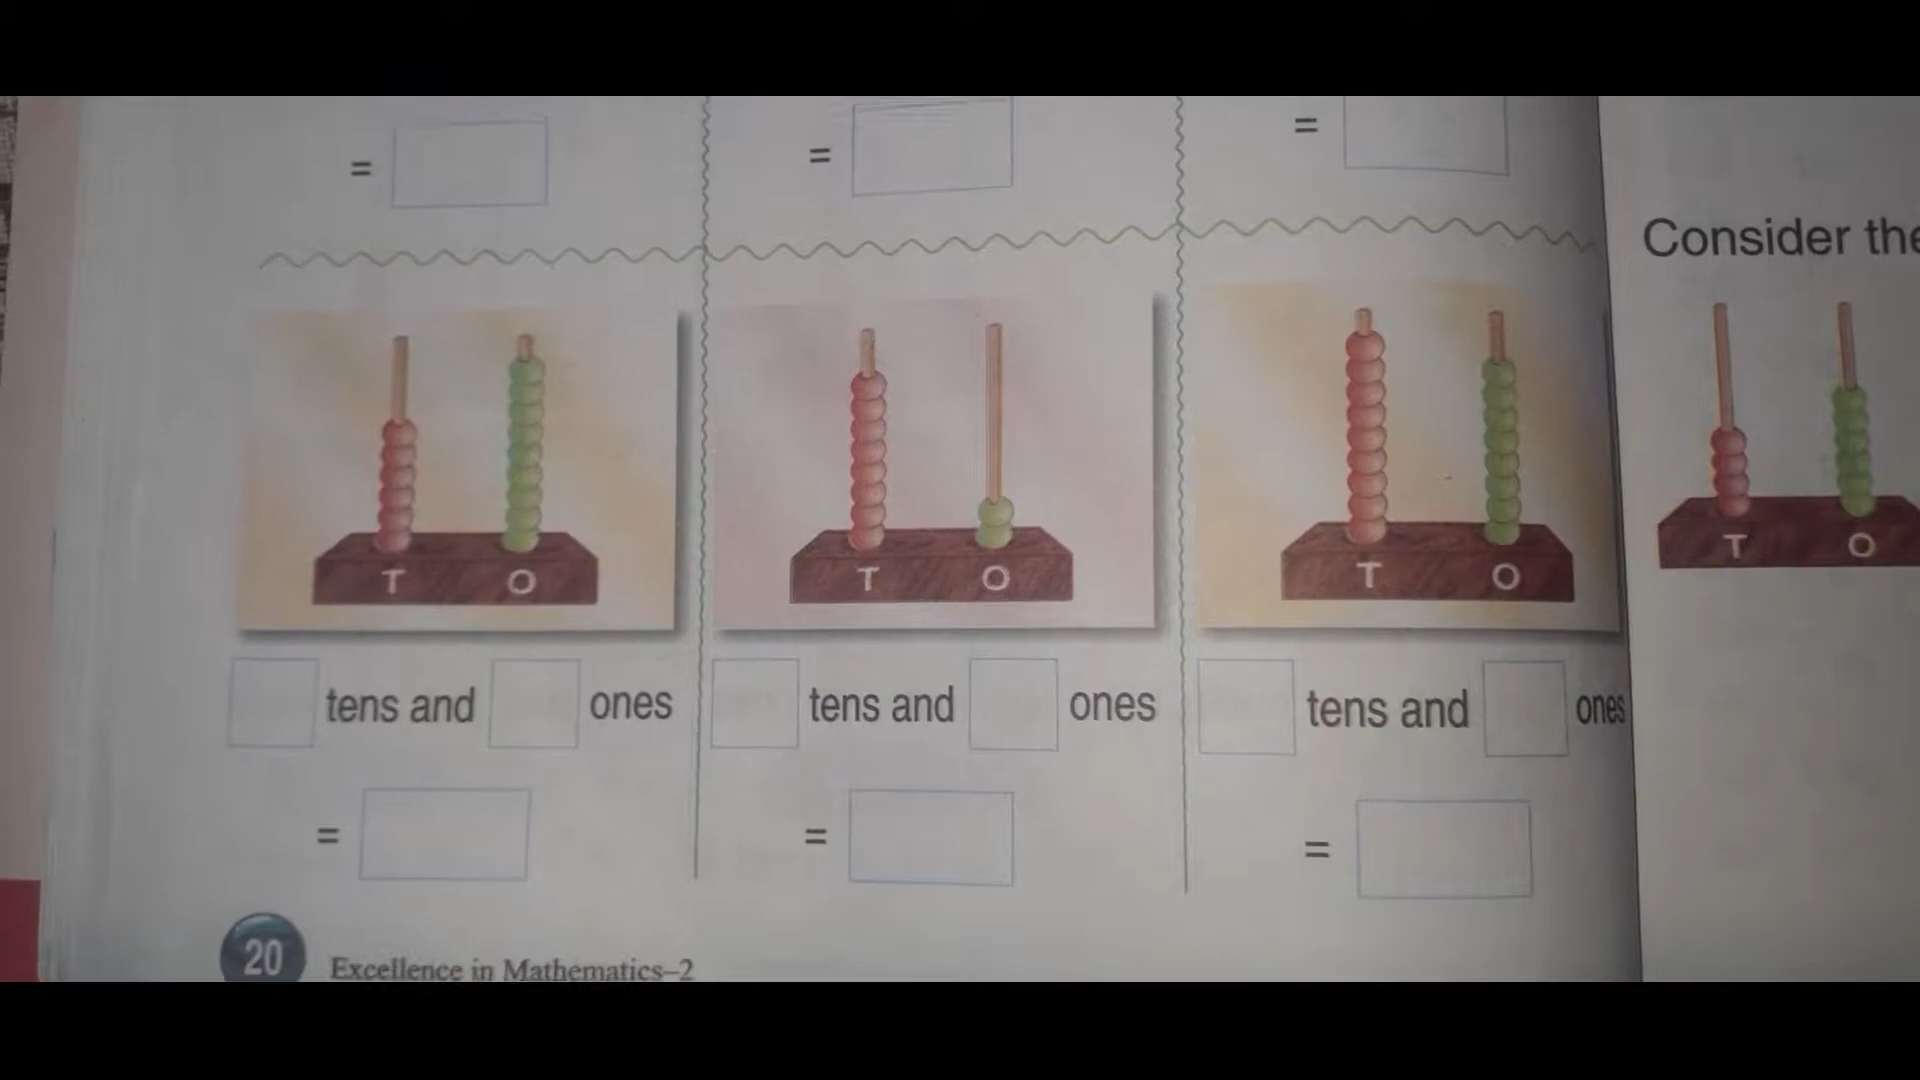 = = =
Consider the
T O T O T O T O
tens and ones tens and ones tens and ones
= = =
20 Excellence in Mathematics–2